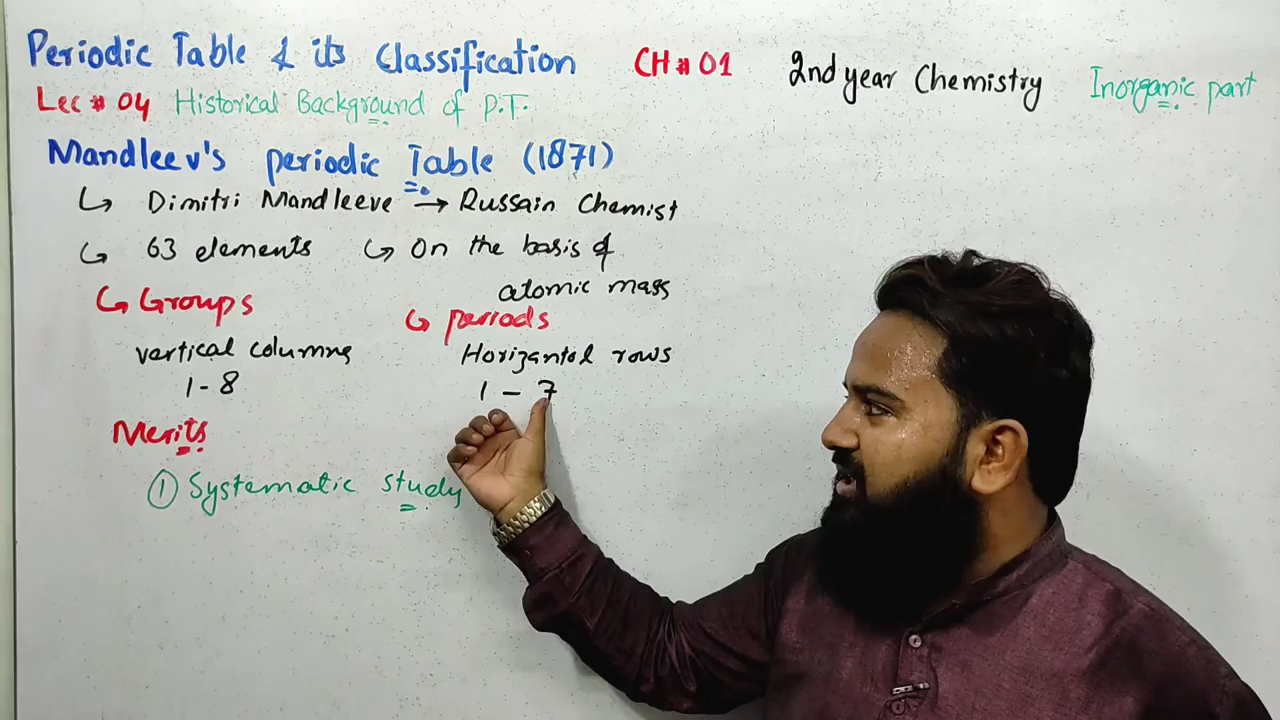 Periodic Table & its Classification CH # 01 2nd year Chemistry Inorganic part
Lec # 04 Historical Background of P.T.
Mandleev's periodic Table (1871)
↳ Dimitri Mandleeve → Russain Chemist
↳ 63 elements ↳ On the basis of
atomic mass
↳ Groups ↳ periods
vertical columns Horizantol rows
1 - 8 1 - 7
Merits
① Systematic study